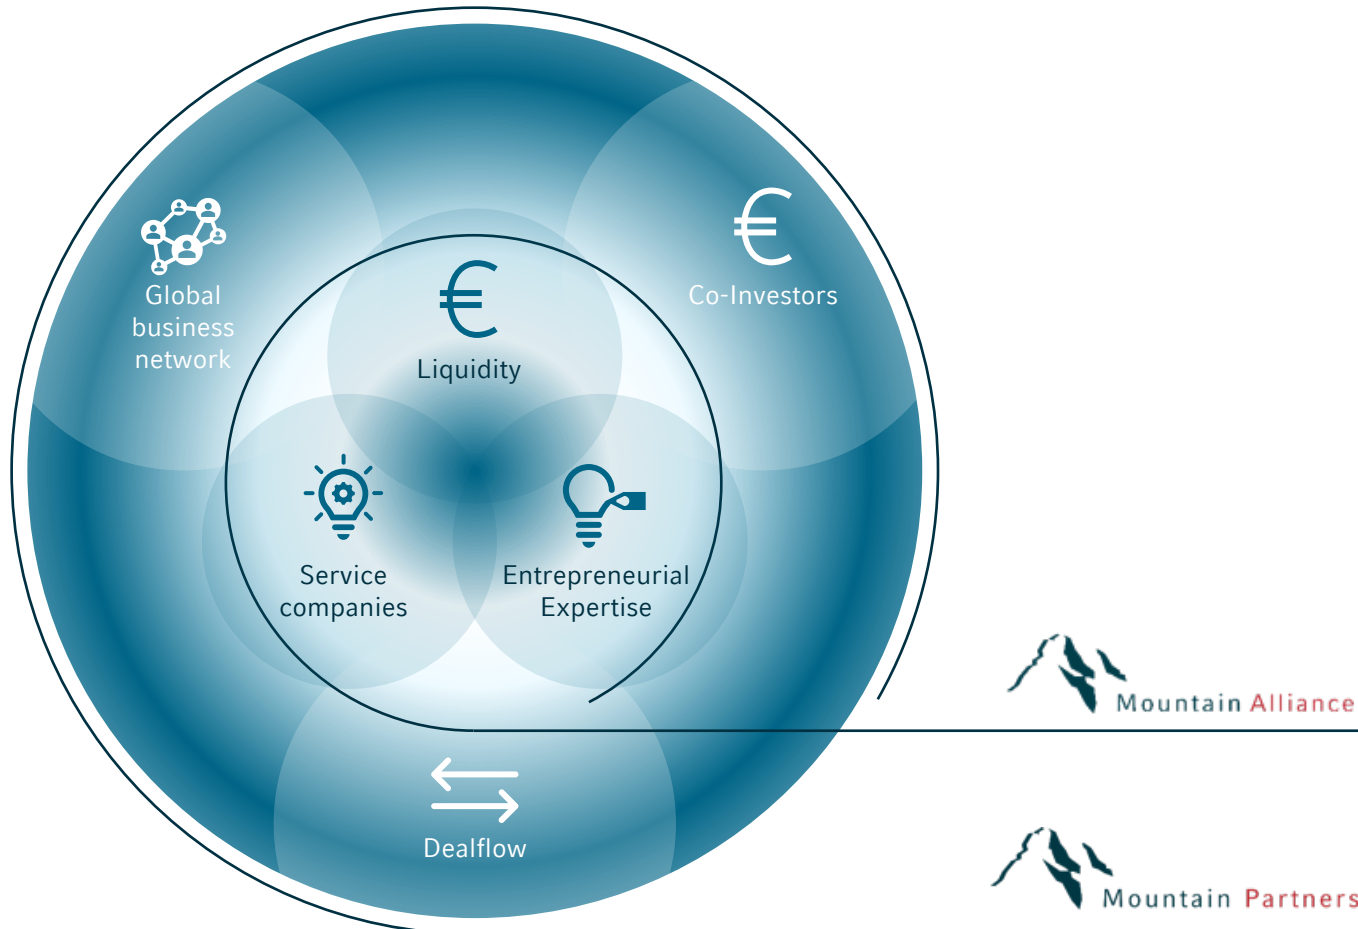 Global
business
network
Co-Investors
€
€
Liquidity
Service
companies
Entrepreneurial
Expertise
Dealflow
Mountain Alliance
Mountain Partners